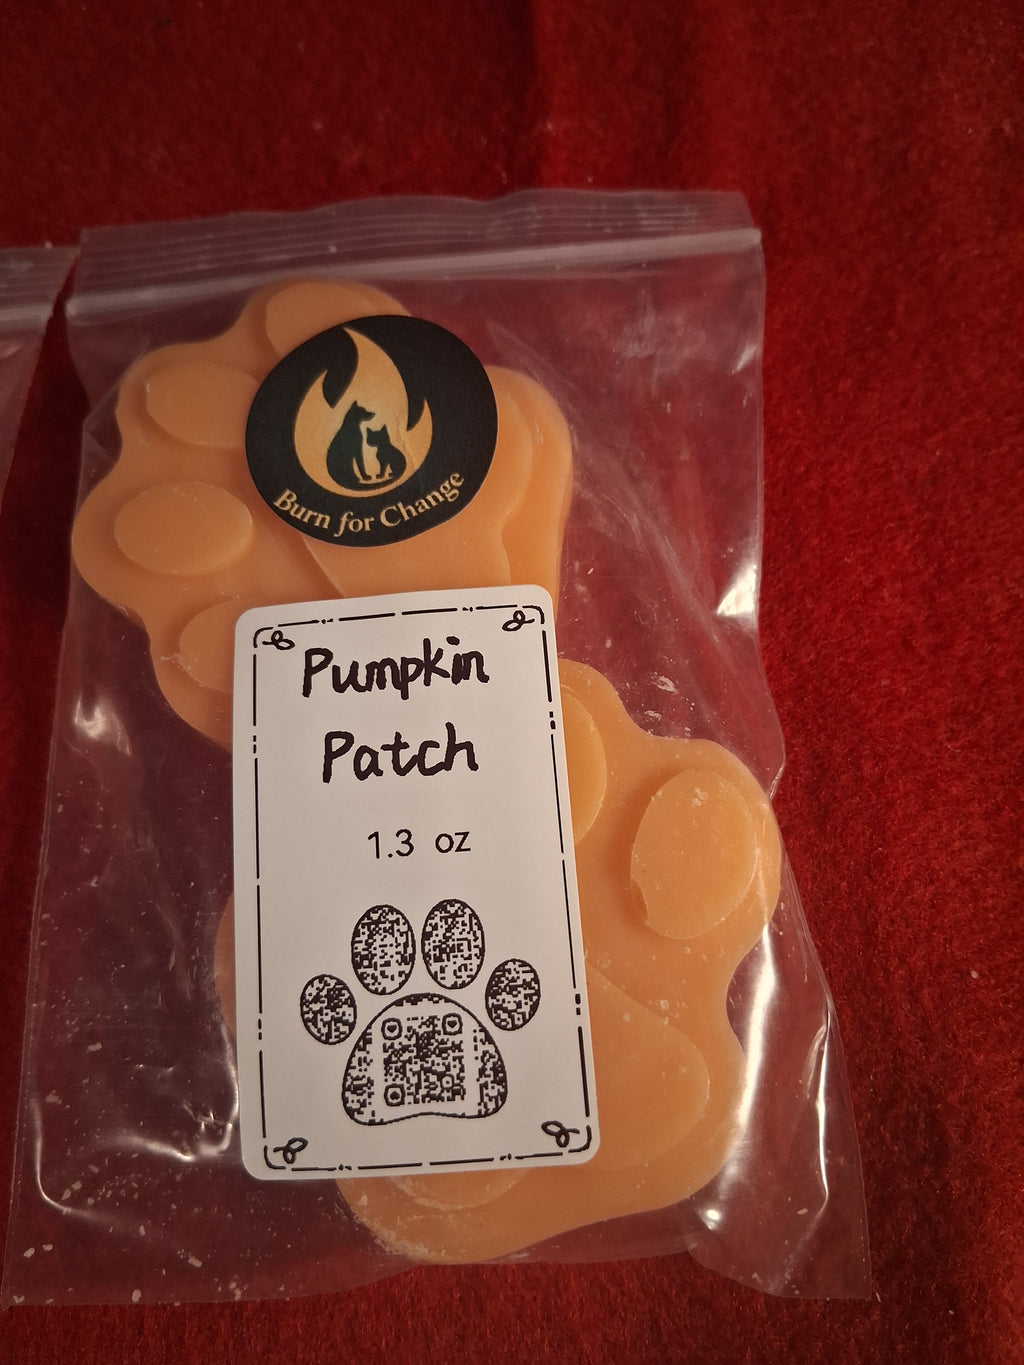 Burn for Change
Pumpkin
Patch
1.3 oz